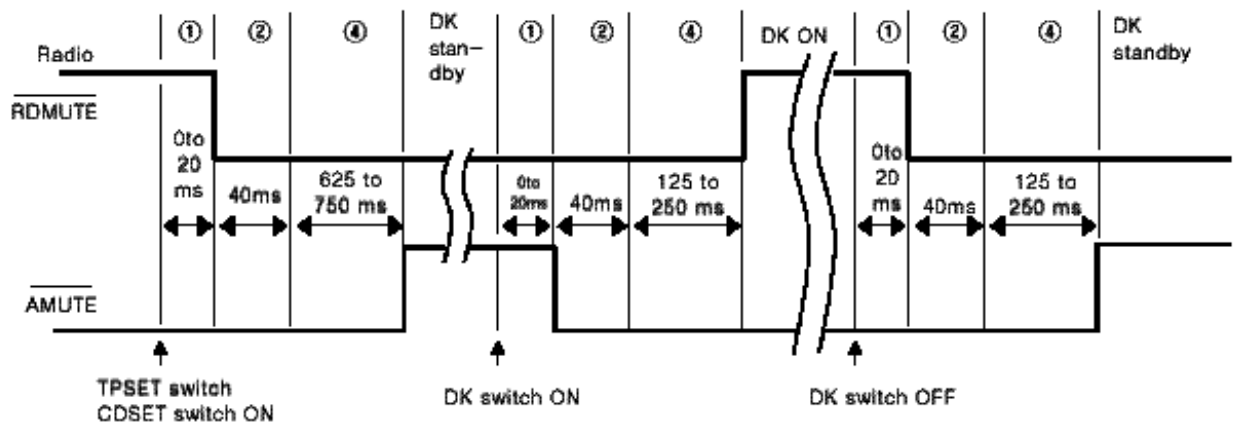 ① ② ④ DK stan- dby ① ② ④ DK ON ① ② ④ DK standby
Radio
RDMUTE
0to 20 ms
40ms
625 to 750 ms
0to 20ms
40ms
125 to 250 ms
0to 20 ms
40ms
125 to 250 ms
AMUTE
TPSET switch
CDSET switch ON
DK switch ON
DK switch OFF